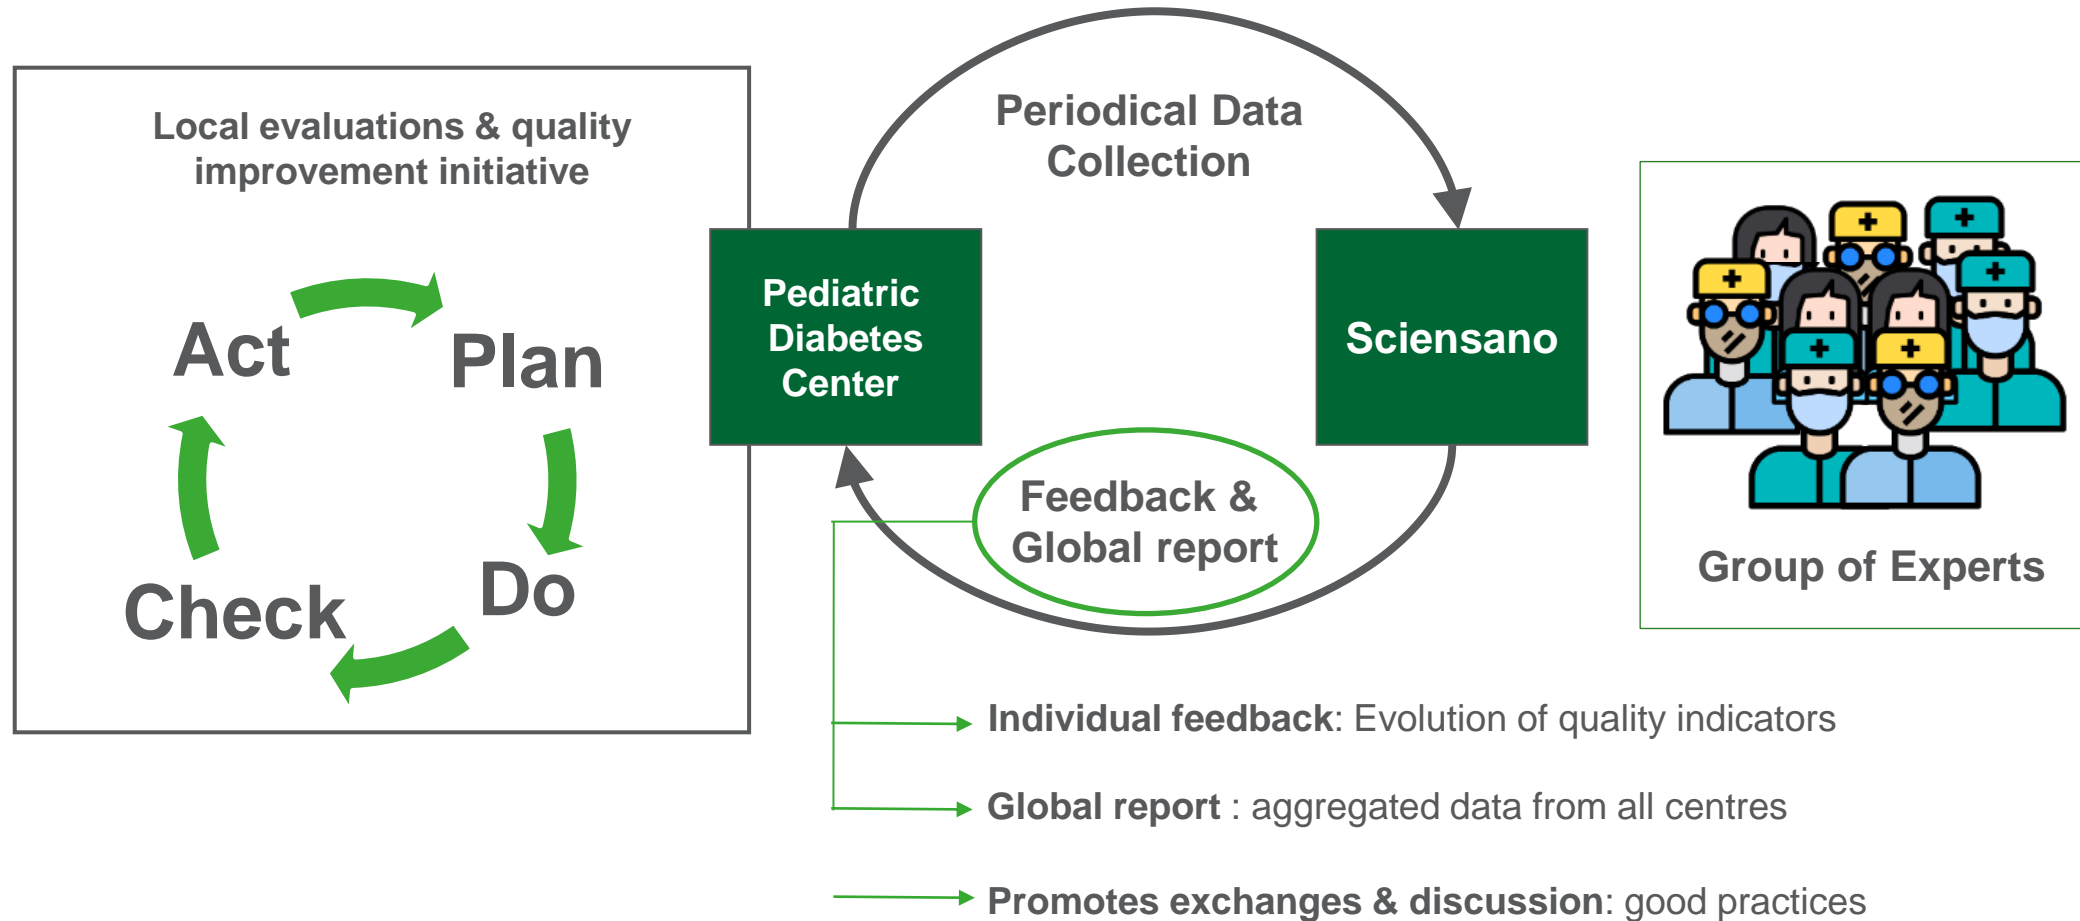 Local evaluations & quality
improvement initiative
Act
Plan
Do
Check
Pediatric
Diabetes
Center
Periodical Data
Collection
Sciensano
Feedback &
Global report
Group of Experts
Individual feedback: Evolution of quality indicators
Global report : aggregated data from all centres
Promotes exchanges & discussion: good practices